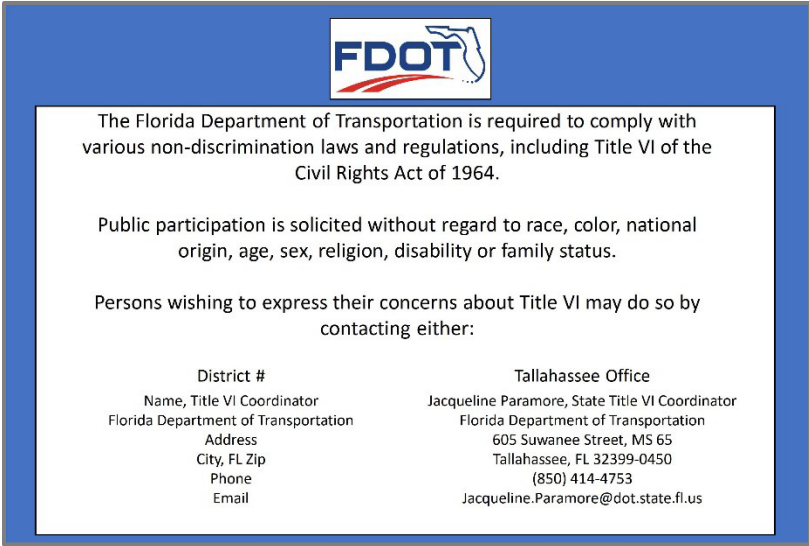 FDOT
The Florida Department of Transportation is required to comply with
various non-discrimination laws and regulations, including Title VI of the
Civil Rights Act of 1964.
Public participation is solicited without regard to race, color, national
origin, age, sex, religion, disability or family status.
Persons wishing to express their concerns about Title VI may do so by
contacting either:
District #
Name, Title VI Coordinator
Florida Department of Transportation
Address
City, FL Zip
Phone
Email
Tallahassee Office
Jacqueline Paramore, State Title VI Coordinator
Florida Department of Transportation
605 Suwanee Street, MS 65
Tallahassee, FL 32399-0450
(850) 414-4753
Jacqueline.Paramore@dot.state.fl.us